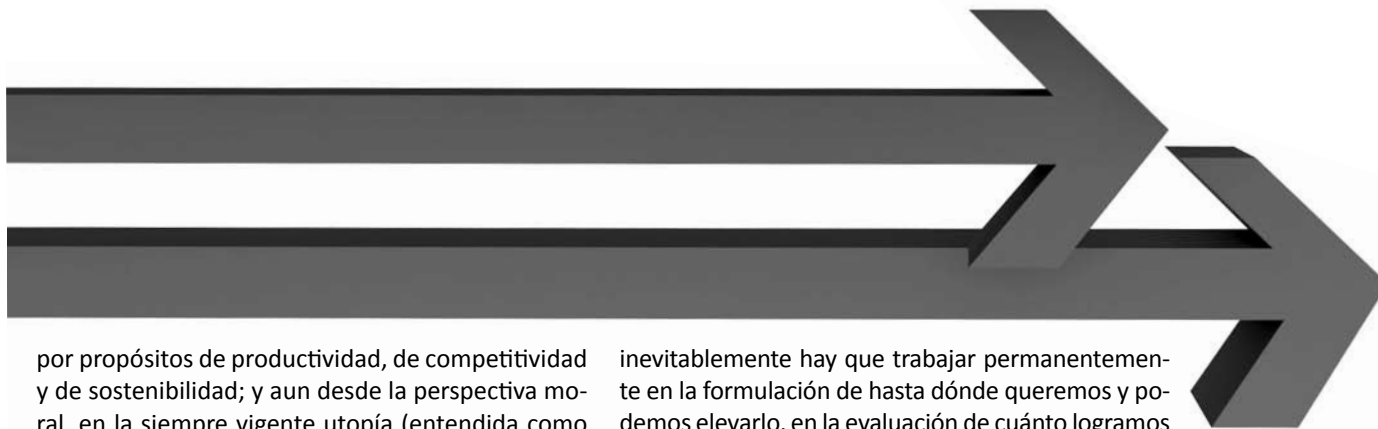 por propósitos de productividad, de competitividad
y de sostenibilidad; y aun desde la perspectiva mo-
ral, en la siempre vigente utopía (entendida como
inevitablemente hay que trabajar permanentemen-
te en la formulación de hasta dónde queremos y po-
demos elevarlo, en la evaluación de cuánto logramos